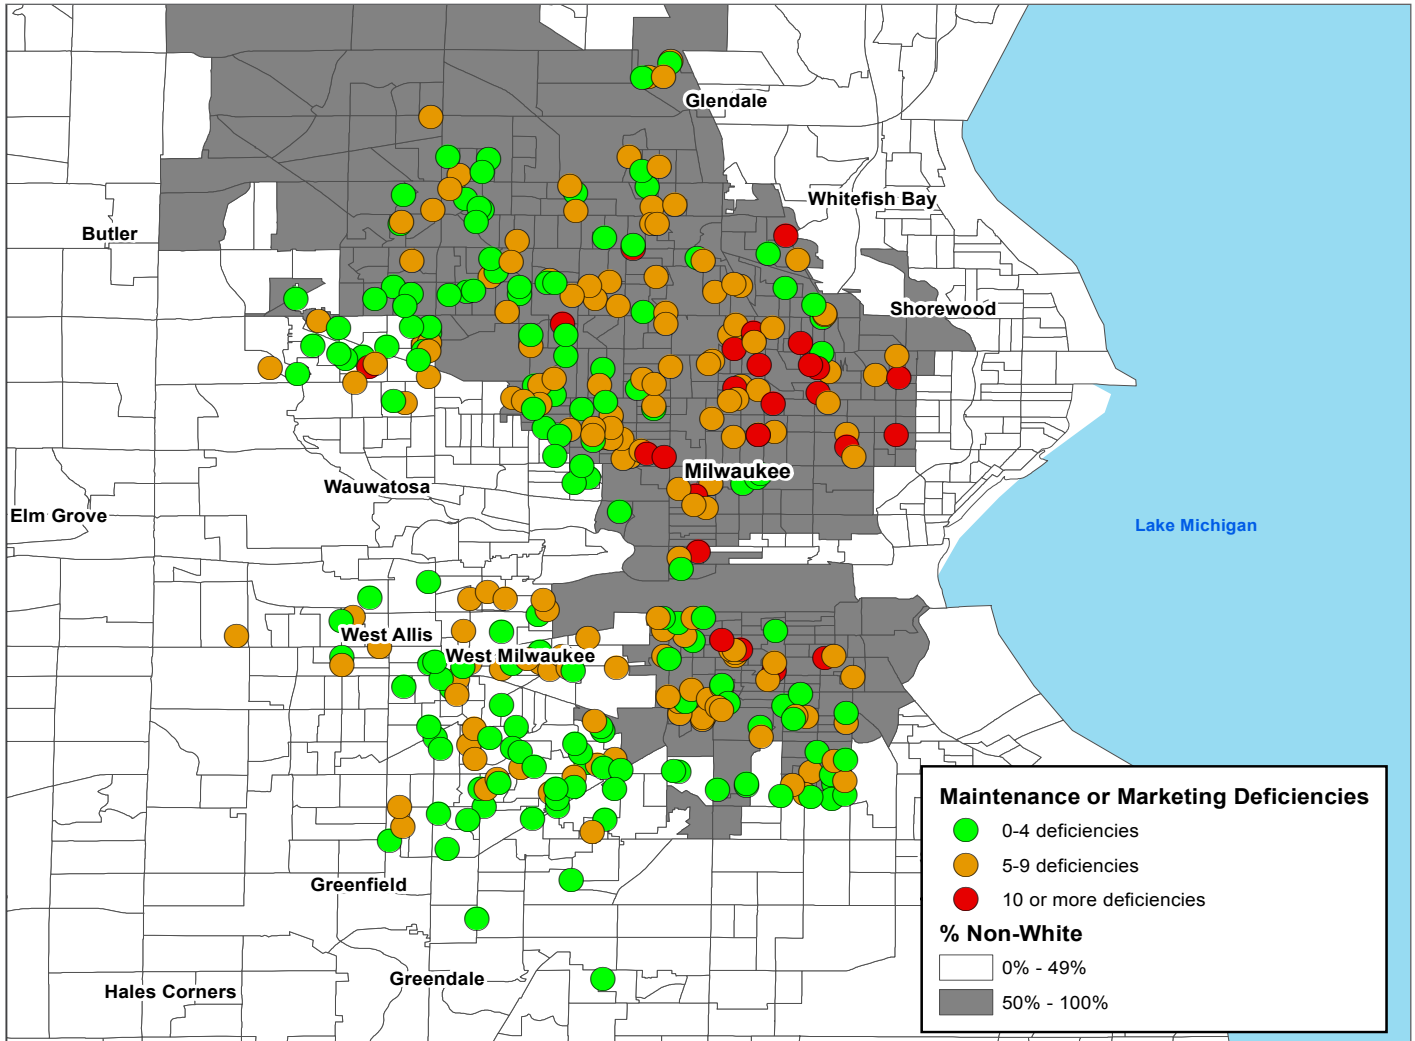 Glendale
Whitefish Bay
Butler
Shorewood
Milwaukee
Wauwatosa
Elm Grove
Lake Michigan
West Allis
West Milwaukee
Greenfield
Greendale
Hales Corners
Maintenance or Marketing Deficiencies
0-4 deficiencies
5-9 deficiencies
10 or more deficiencies
% Non-White
0% - 49%
50% - 100%